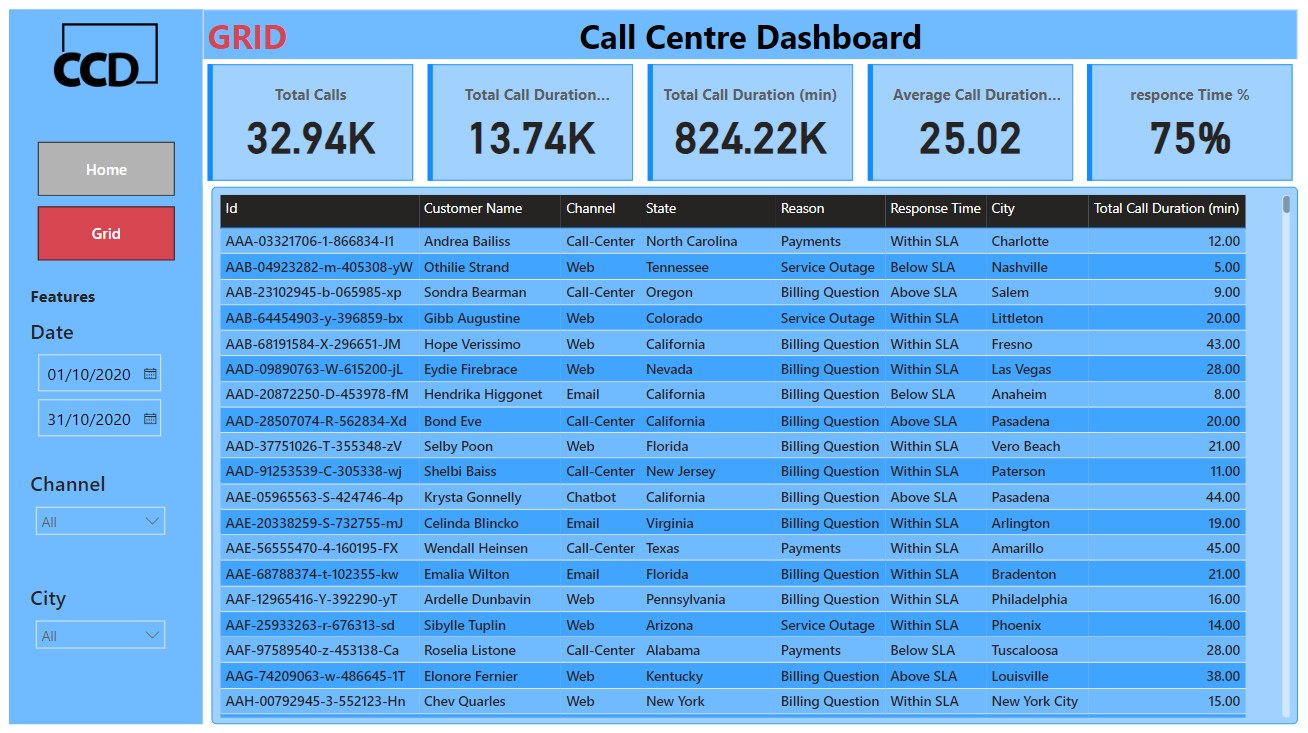 CCD
GRID
Call Centre Dashboard
Total Calls
32.94K
Total Call Duration...
13.74K
Total Call Duration (min)
824.22K
Average Call Duration...
25.02
responce Time %
75%
Home
Grid
Features
Date
01/10/2020
31/10/2020
Channel
All
City
All
Id Customer Name Channel State Reason Response Time City Total Call Duration (min)
AAA-03321706-1-866834-I1 Andrea Bailiss Call-Center North Carolina Payments Within SLA Charlotte 12.00
AAB-04923282-m-405308-yW Othilie Strand Web Tennessee Service Outage Below SLA Nashville 5.00
AAB-23102945-b-065985-xp Sondra Bearman Call-Center Oregon Billing Question Above SLA Salem 9.00
AAB-64454903-y-396859-bx Gibb Augustine Web Colorado Service Outage Within SLA Littleton 20.00
AAB-68191584-X-296651-JM Hope Verissimo Web California Billing Question Within SLA Fresno 43.00
AAD-09890763-W-615200-jL Eydie Firebrace Web Nevada Billing Question Within SLA Las Vegas 28.00
AAD-20872250-D-453978-fM Hendrika Higgonet Email California Billing Question Below SLA Anaheim 8.00
AAD-28507074-R-562834-Xd Bond Eve Call-Center California Billing Question Above SLA Pasadena 20.00
AAD-37751026-T-355348-zV Selby Poon Web Florida Billing Question Within SLA Vero Beach 21.00
AAD-91253539-C-305338-wj Shelbi Baiss Call-Center New Jersey Billing Question Within SLA Paterson 11.00
AAE-05965563-S-424746-4p Krysta Gonnelly Chatbot California Billing Question Above SLA Pasadena 44.00
AAE-20338259-S-732755-mJ Celinda Blincko Email Virginia Billing Question Within SLA Arlington 19.00
AAE-56555470-4-160195-FX Wendall Heinsen Call-Center Texas Payments Within SLA Amarillo 45.00
AAE-68788374-t-102355-kw Emalia Wilton Email Florida Billing Question Within SLA Bradenton 21.00
AAF-12965416-Y-392290-yT Ardelle Dunbavin Web Pennsylvania Billing Question Within SLA Philadelphia 16.00
AAF-25933263-r-676313-sd Sibylle Tuplin Web Arizona Service Outage Within SLA Phoenix 14.00
AAF-97589540-z-453138-Ca Roselia Listone Call-Center Alabama Payments Below SLA Tuscaloosa 28.00
AAG-74209063-w-486645-1T Elonore Fernier Web Kentucky Billing Question Above SLA Louisville 38.00
AAH-00792945-3-552123-Hn Chev Quarles Web New York Billing Question Within SLA New York City 15.00